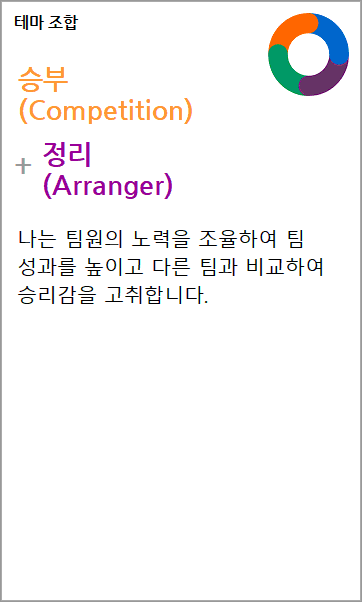 테마 조합
승부
(Competition)
+ 정리
(Arranger)
나는 팀원의 노력을 조율하여 팀
성과를 높이고 다른 팀과 비교하여
승리감을 고취합니다.